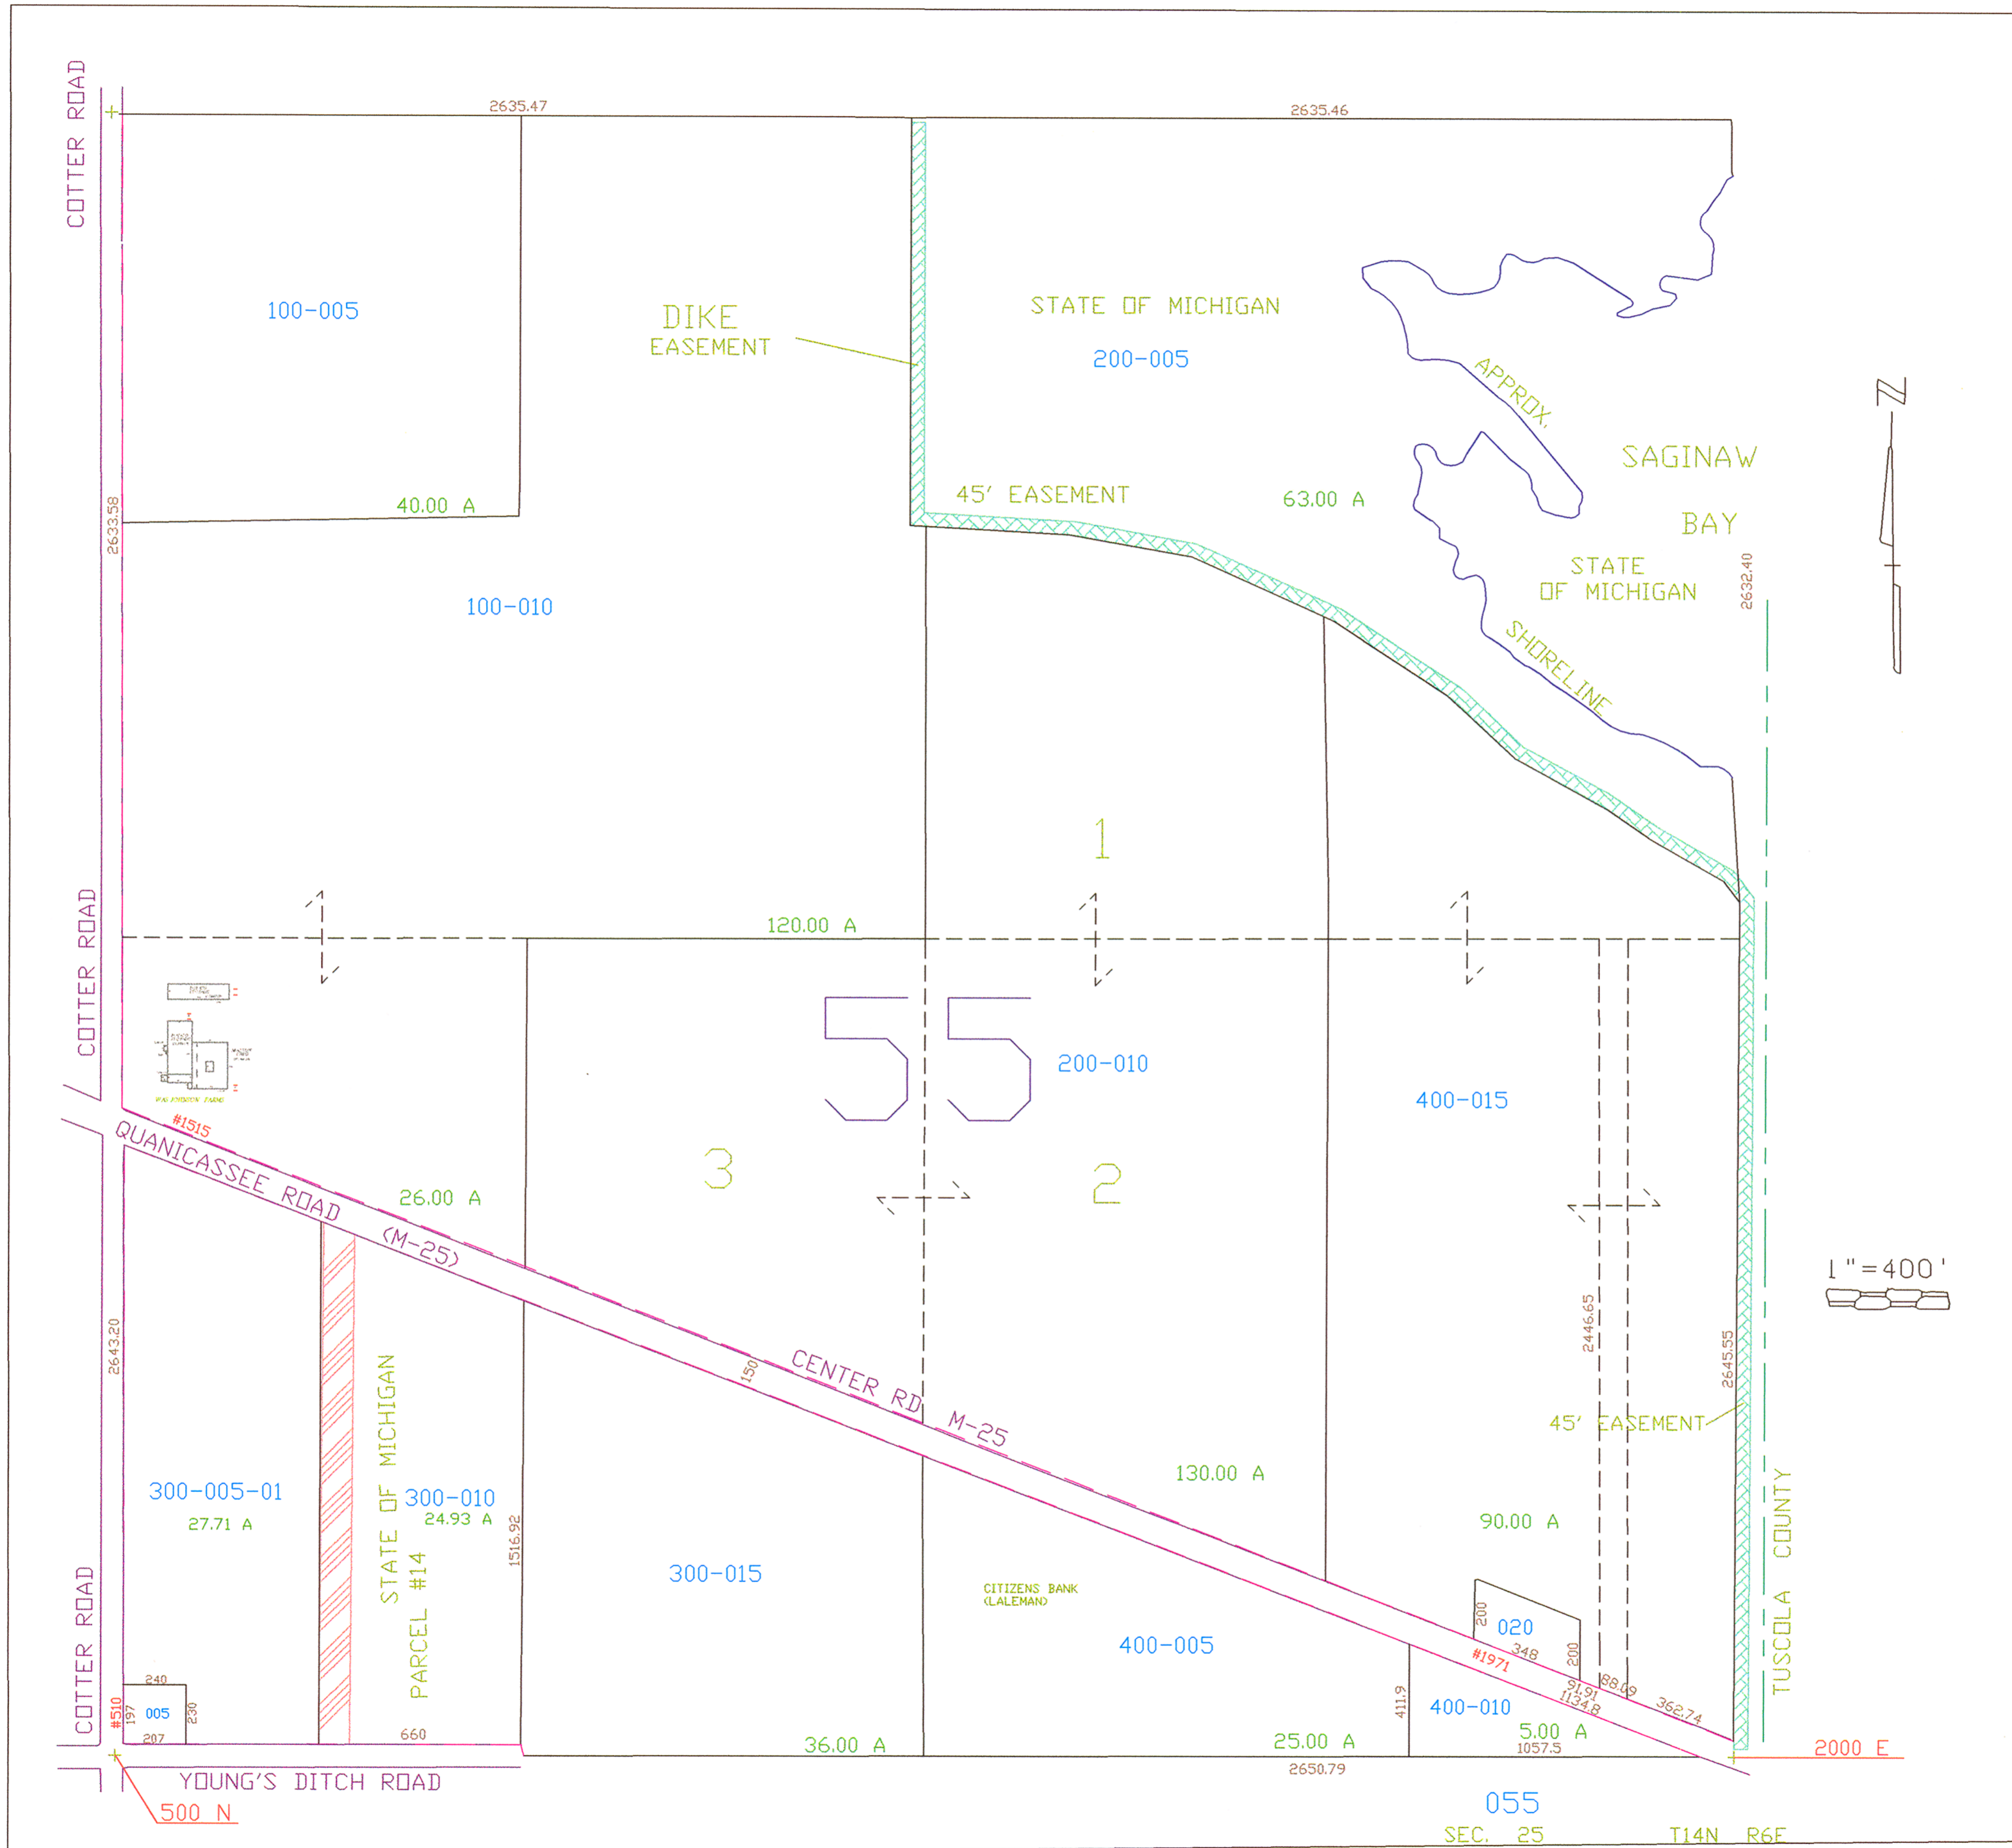 COTTER ROAD
2635.47
2635.46
100-005
DIKE
EASEMENT
STATE OF MICHIGAN
200-005
APPROX.
N
SAGINAW
BAY
45' EASEMENT
63.00 A
40.00 A
2633.58
STATE
OF MICHIGAN
2632.40
100-010
SHORELINE
1
COTTER ROAD
120.00 A
55
200-010
400-015
#1515
QUANICASSEE ROAD (M-25)
3
2
26.00 A
1"=400'
2643.20
2446.65
2645.55
150
CENTER RD M-25
45' EASEMENT
STATE OF MICHIGAN
PARCEL #14
300-005-01
27.71 A
300-010
24.93 A
1516.92
130.00 A
90.00 A
TUSCOLA COUNTY
300-015
CITIZENS BANK
(LALEMAN)
400-005
200
020
348
200
#1971
91.91
88.09
1134.8
362.74
COTTER ROAD
240
#510
197
005
230
207
660
411.9
400-010
5.00 A
36.00 A
25.00 A
1057.5
2650.79
2000 E
YOUNG'S DITCH ROAD
500 N
055
SEC. 25 T14N R6E